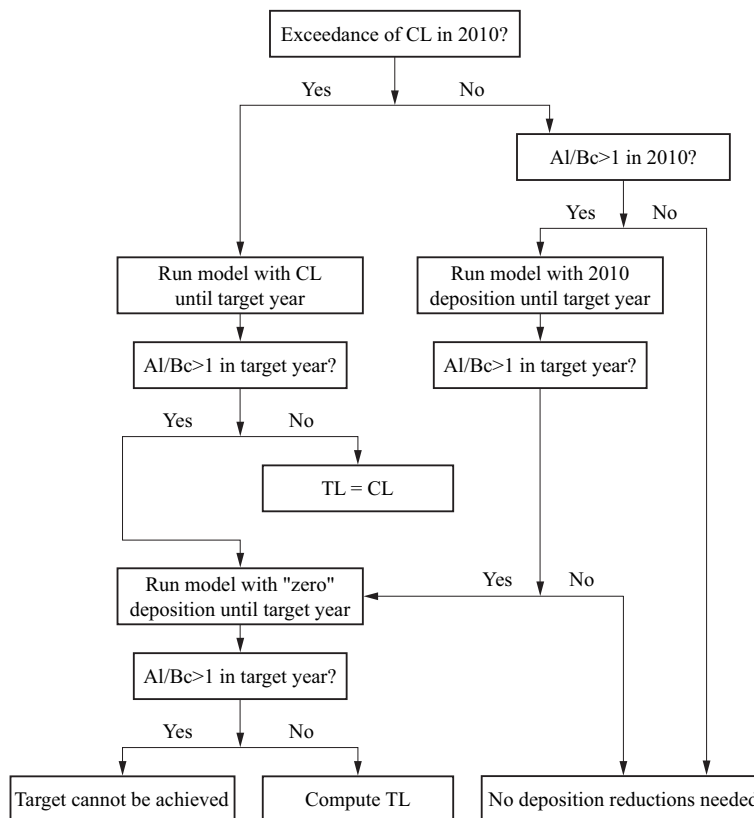 Exceedance of CL in 2010?
Yes
No
Al/Bc>1 in 2010?
Yes
No
Run model with CL
until target year
Run model with 2010
deposition until target year
Al/Bc>1 in target year?
Al/Bc>1 in target year?
Yes
No
TL = CL
Run model with "zero"
deposition until target year
Yes
No
Al/Bc>1 in target year?
Yes
No
Target cannot be achieved
Compute TL
No deposition reductions needed